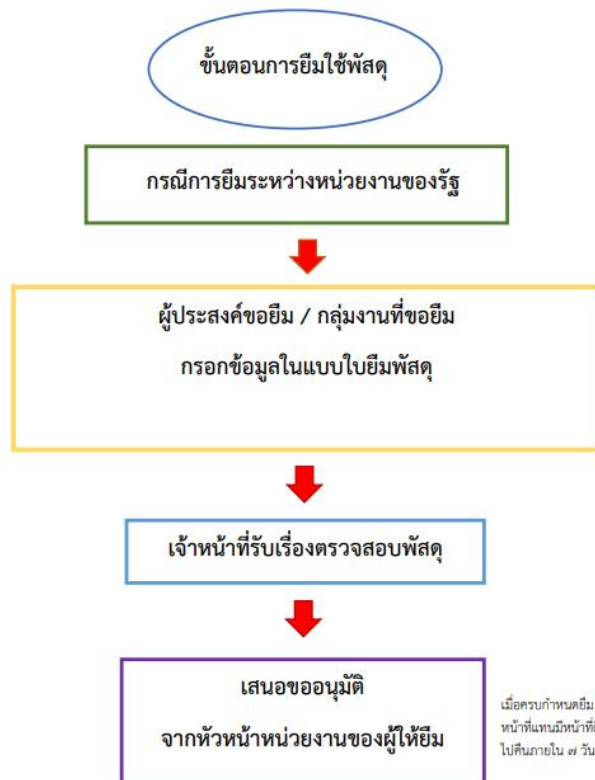 ขั้นตอนการยืมใช้พัสดุ
กรณีการยืมระหว่างหน่วยงานของรัฐ
ผู้ประสงค์ขอยืม / กลุ่มงานที่ขอยืม
กรอกข้อมูลในแบบใบยืมพัสดุ
เจ้าหน้าที่รับเรื่องตรวจสอบพัสดุ
เสนอขออนุมัติ
จากหัวหน้าหน่วยงานของผู้ให้ยืม
เมื่อครบกำหนดยืม
หน้าที่แทนมีหน้าที่
ไปคืนภายใน ๗ วัน